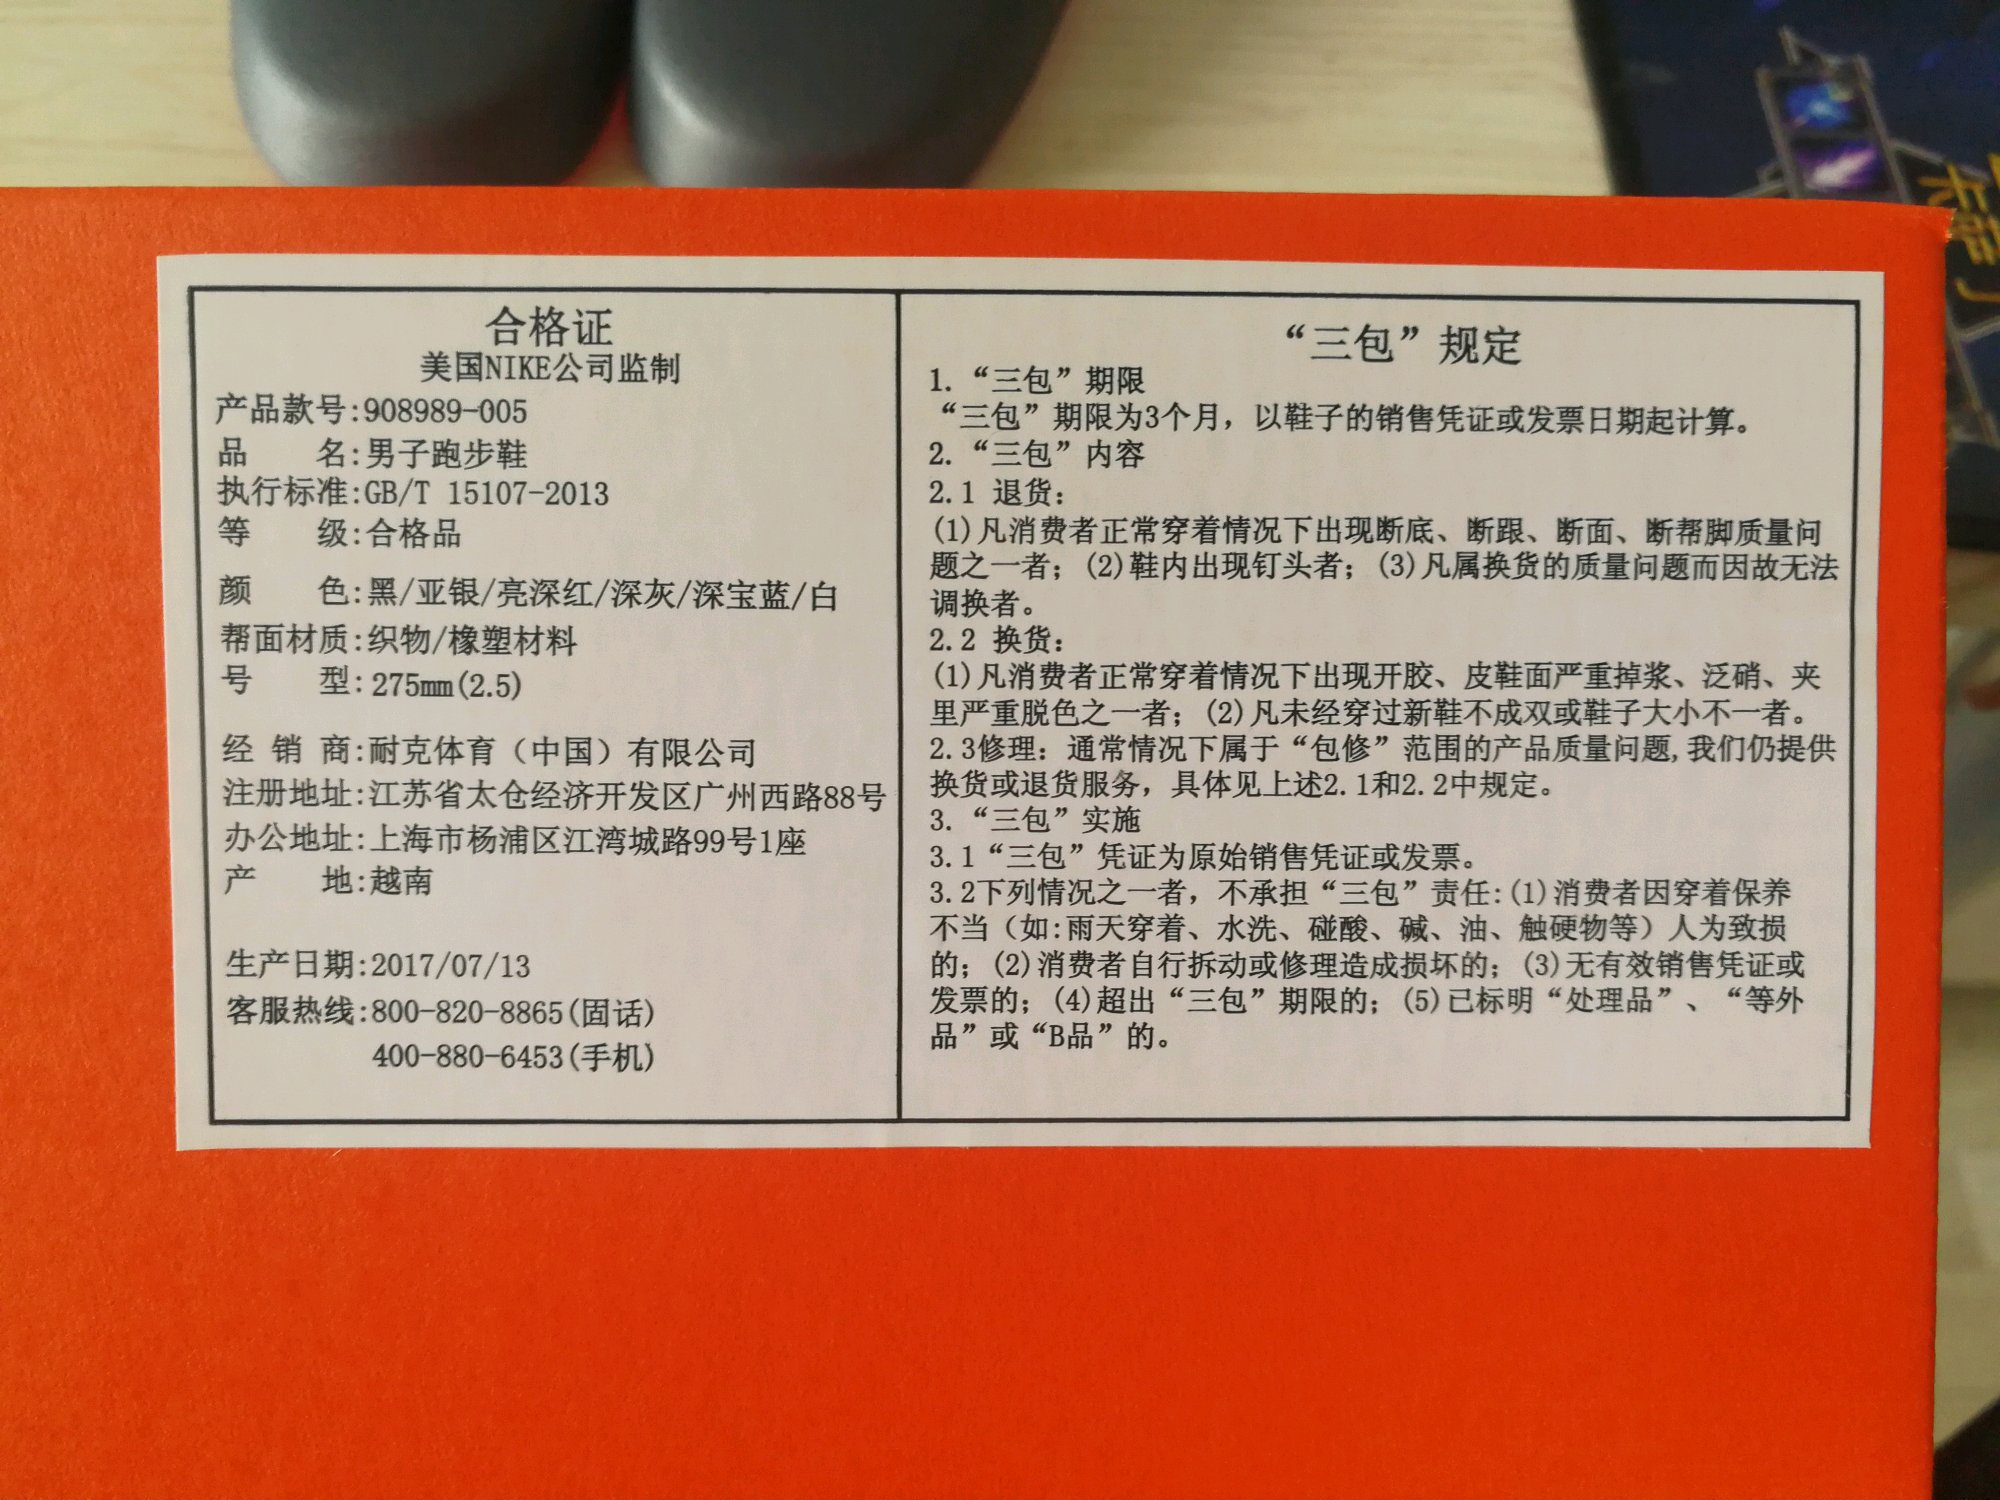 合格证
美国NIKE公司监制
产品款号:908989-005
品 名:男子跑步鞋
执行标准:GB/T 15107-2013
等 级:合格品
颜 色:黑/亚银/亮深红/深灰/深宝蓝/白
帮面材质:织物/橡塑材料
号 型:275mm(2.5)
经 销 商:耐克体育（中国）有限公司
注册地址:江苏省太仓经济开发区广州西路88号
办公地址:上海市杨浦区江湾城路99号1座
产 地:越南
生产日期:2017/07/13
客服热线:800-820-8865(固话)
400-880-6453(手机)
“三包”规定
1. “三包”期限
“三包”期限为3个月，以鞋子的销售凭证或发票日期起计算。
2. “三包”内容
2.1 退货：
(1)凡消费者正常穿着情况下出现断底、断跟、断面、断帮脚质量问
题之一者；(2)鞋内出现钉头者；(3)凡属换货的质量问题而因故无法
调换者。
2.2 换货：
(1)凡消费者正常穿着情况下出现开胶、皮鞋面严重掉浆、泛硝、夹
里严重脱色之一者；(2)凡未经穿过新鞋不成双或鞋子大小不一者。
2.3修理：通常情况下属于“包修”范围的产品质量问题,我们仍提供
换货或退货服务，具体见上述2.1和2.2中规定。
3. “三包”实施
3.1“三包”凭证为原始销售凭证或发票。
3.2下列情况之一者，不承担“三包”责任:(1)消费者因穿着保养
不当（如:雨天穿着、水洗、碰酸、碱、油、触硬物等）人为致损
的；(2)消费者自行拆动或修理造成损坏的；(3)无有效销售凭证或
发票的；(4)超出“三包”期限的；(5)已标明“处理品”、“等外
品”或“B品”的。